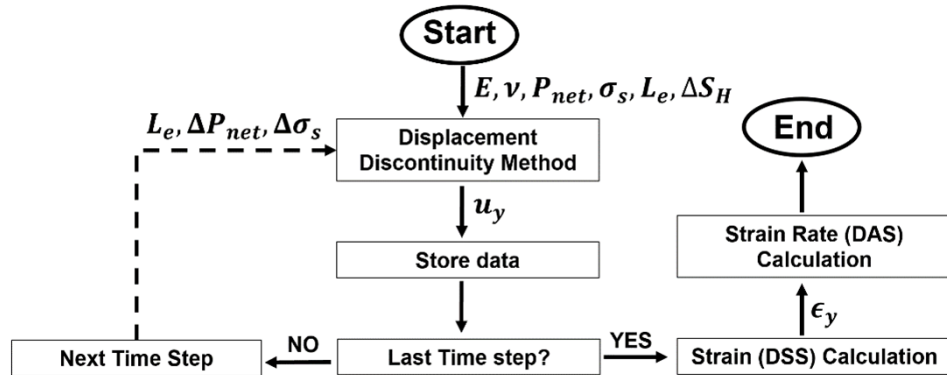 Start
E, ν, P_net, σ_s, L_e, ΔS_H
L_e, ΔP_net, Δσ_s
Displacement
Discontinuity Method
End
u_y
Store data
Strain Rate (DAS)
Calculation
ϵ_y
NO
YES
Next Time Step
Last Time step?
Strain (DSS) Calculation